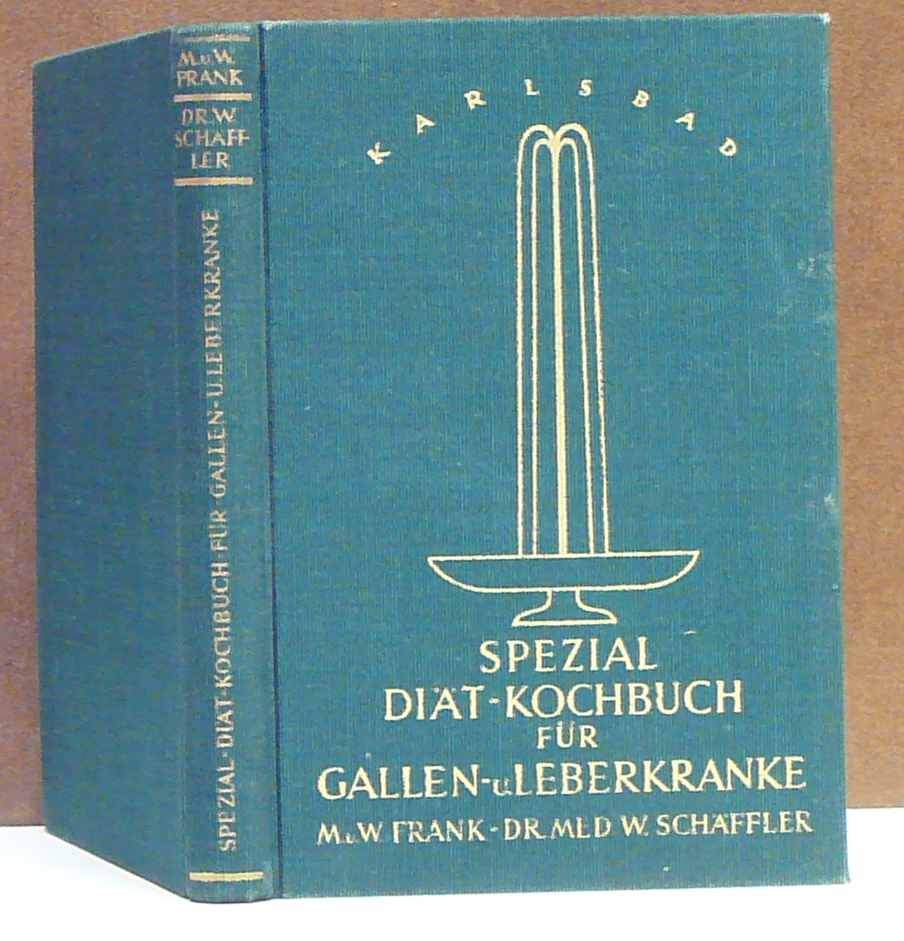 M.u.W.
FRANK
DR.W.
SCHÄFF-
LER
SPEZIAL-DIÄT-KOCHBUCH-FÜR GALLEN-U.LEBERKRANKE
KARLSBAD
SPEZIAL
DIÄT-KOCHBUCH
FÜR
GALLEN-u.LEBERKRANKE
M.u.W. FRANK-DR.MED W. SCHÄFFLER